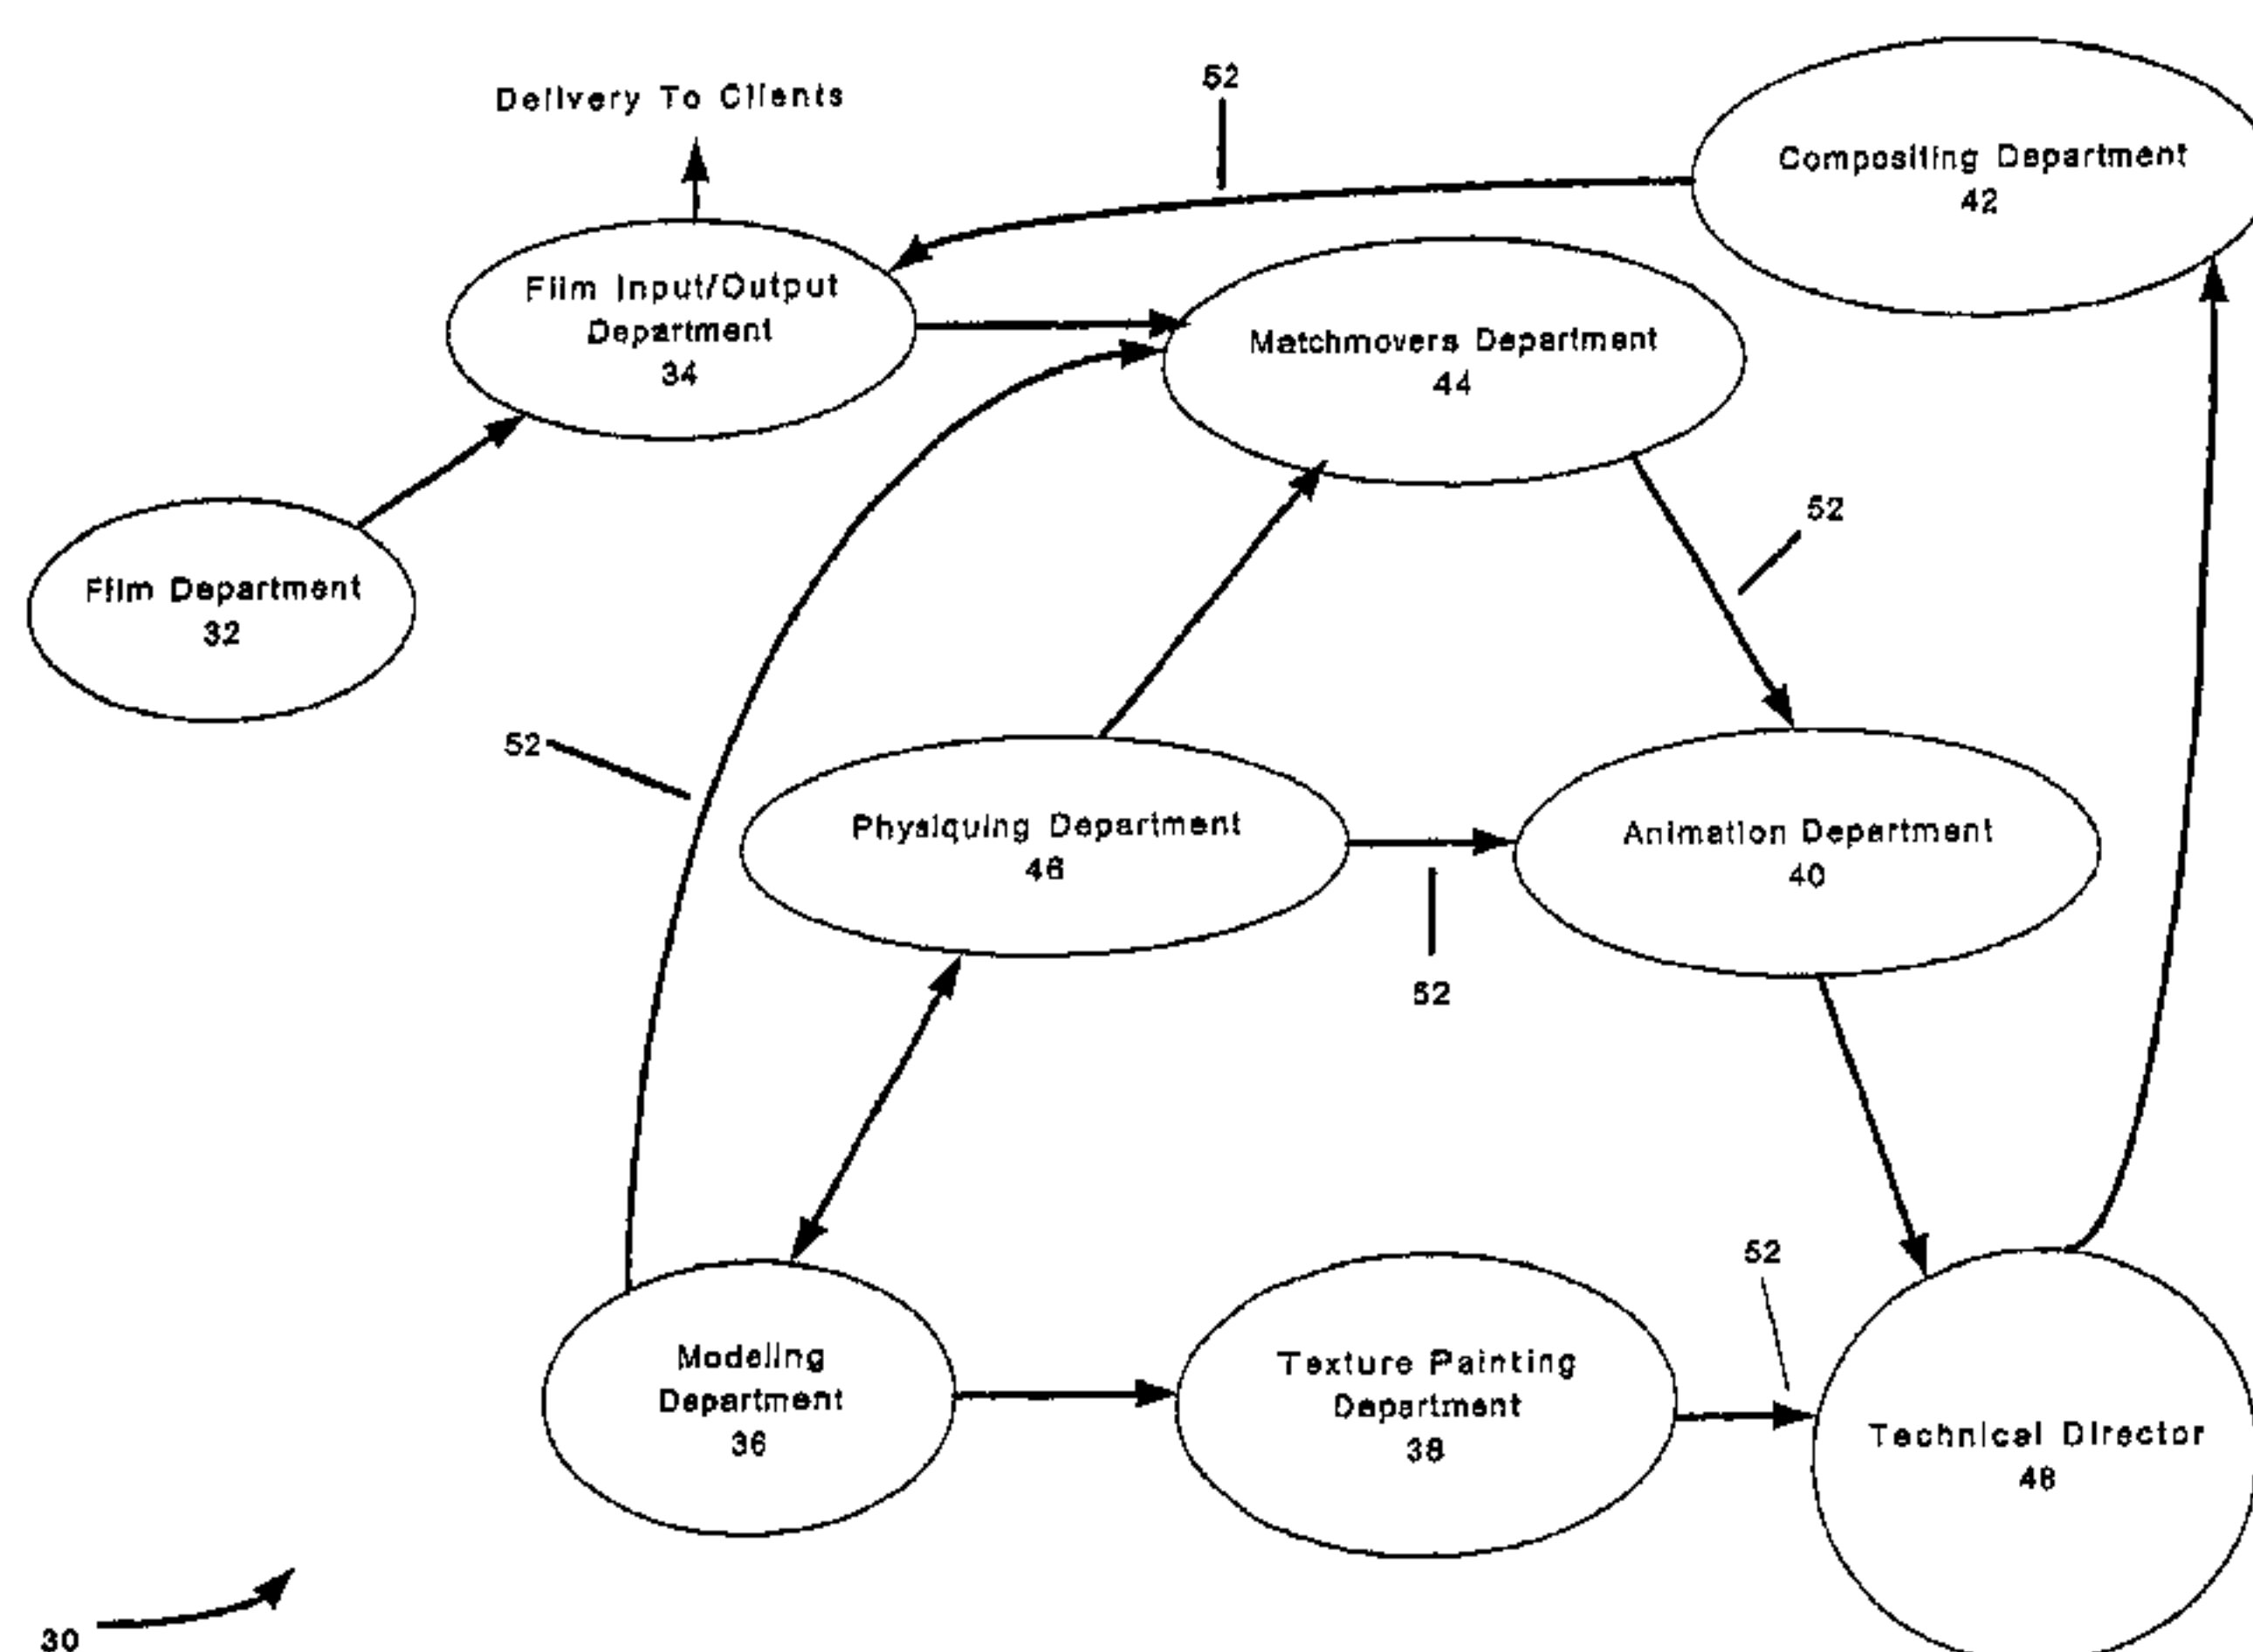 52
Delivery To Clients
Compositing Department
42
Film Input/Output
Department
34
Matchmovers Department
44
52
Film Department
32
52
Physiquing Department
46
Animation Department
40
52
52
Modeling
Department
36
Texture Painting
Department
38
Technical Director
48
30